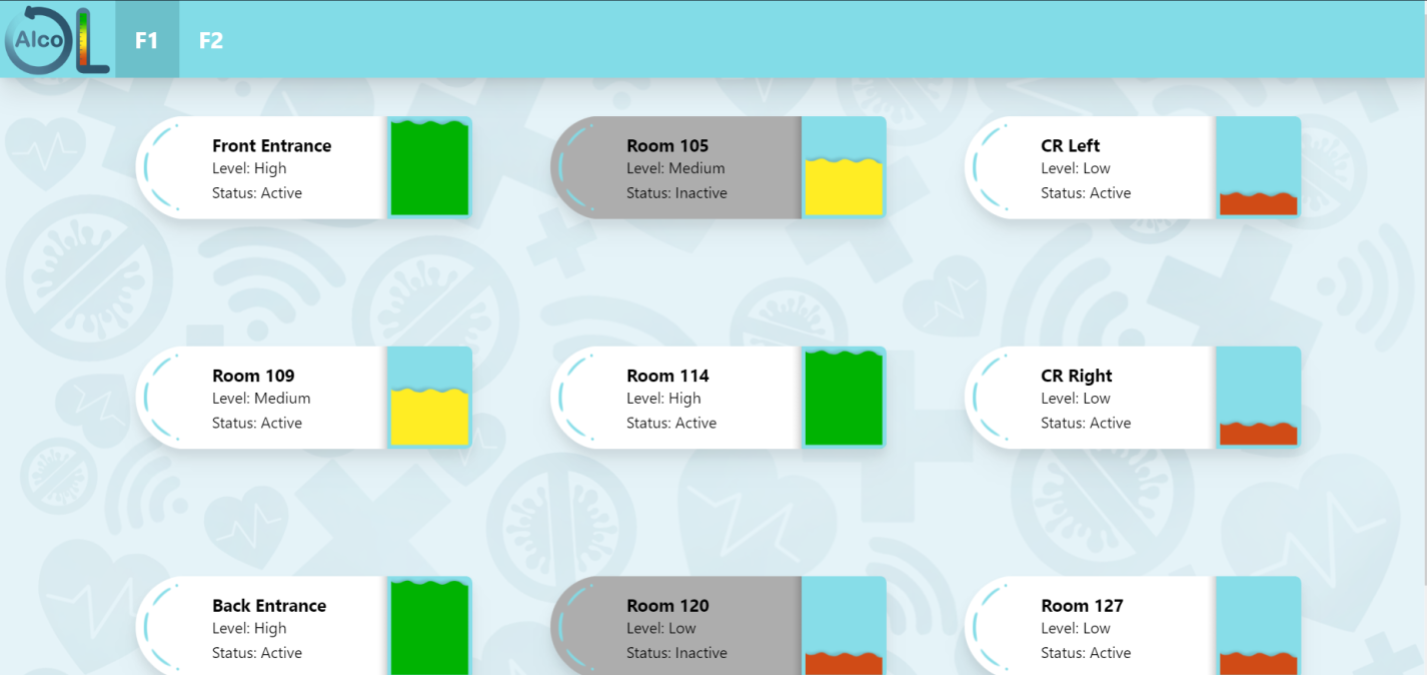 Alco L
F1
F2
Front Entrance
Level: High
Status: Active
Room 105
Level: Medium
Status: Inactive
CR Left
Level: Low
Status: Active
Room 109
Level: Medium
Status: Active
Room 114
Level: High
Status: Active
CR Right
Level: Low
Status: Active
Back Entrance
Level: High
Status: Active
Room 120
Level: Low
Status: Inactive
Room 127
Level: Low
Status: Active